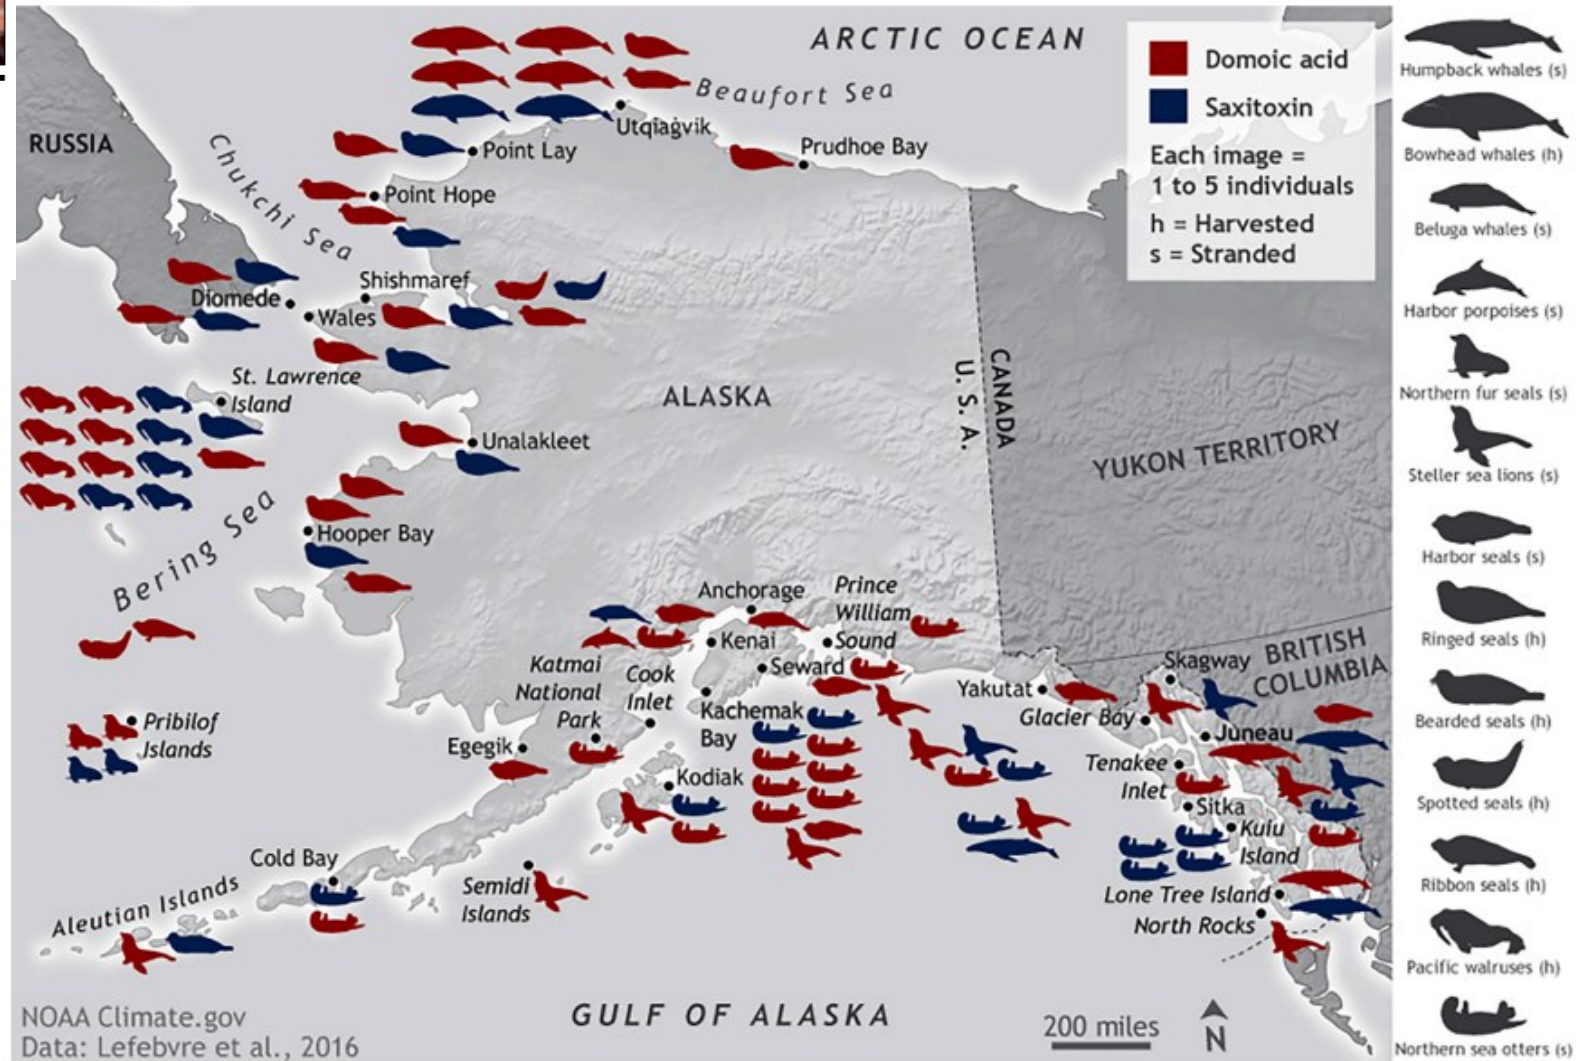 ARCTIC OCEAN
Beaufort Sea
Chukchi Sea
RUSSIA
Utqiaġvik
Point Lay
Prudhoe Bay
Point Hope
Shishmaref
Diomede
Wales
St. Lawrence
Island
ALASKA
U. S. A.
CANADA
YUKON TERRITORY
Unalakleet
Bering Sea
Hooper Bay
Anchorage
Prince
William
Sound
Kenai
Seward
Katmai
National
Park
Cook
Inlet
Kachemak
Bay
Yakutat
Skagway
BRITISH
COLUMBIA
Glacier Bay
Juneau
Pribilof
Islands
Egegik
Kodiak
Tenakee
Inlet
Sitka
Kuiu
Island
Cold Bay
Semidi
Islands
Lone Tree Island
North Rocks
Aleutian Islands
GULF OF ALASKA
200 miles
N
NOAA Climate.gov
Data: Lefebvre et al., 2016
Domoic acid
Saxitoxin
Each image =
1 to 5 individuals
h = Harvested
s = Stranded
Humpback whales (s)
Bowhead whales (h)
Beluga whales (s)
Harbor porpoises (s)
Northern fur seals (s)
Steller sea lions (s)
Harbor seals (s)
Ringed seals (h)
Bearded seals (h)
Spotted seals (h)
Ribbon seals (h)
Pacific walruses (h)
Northern sea otters (s)